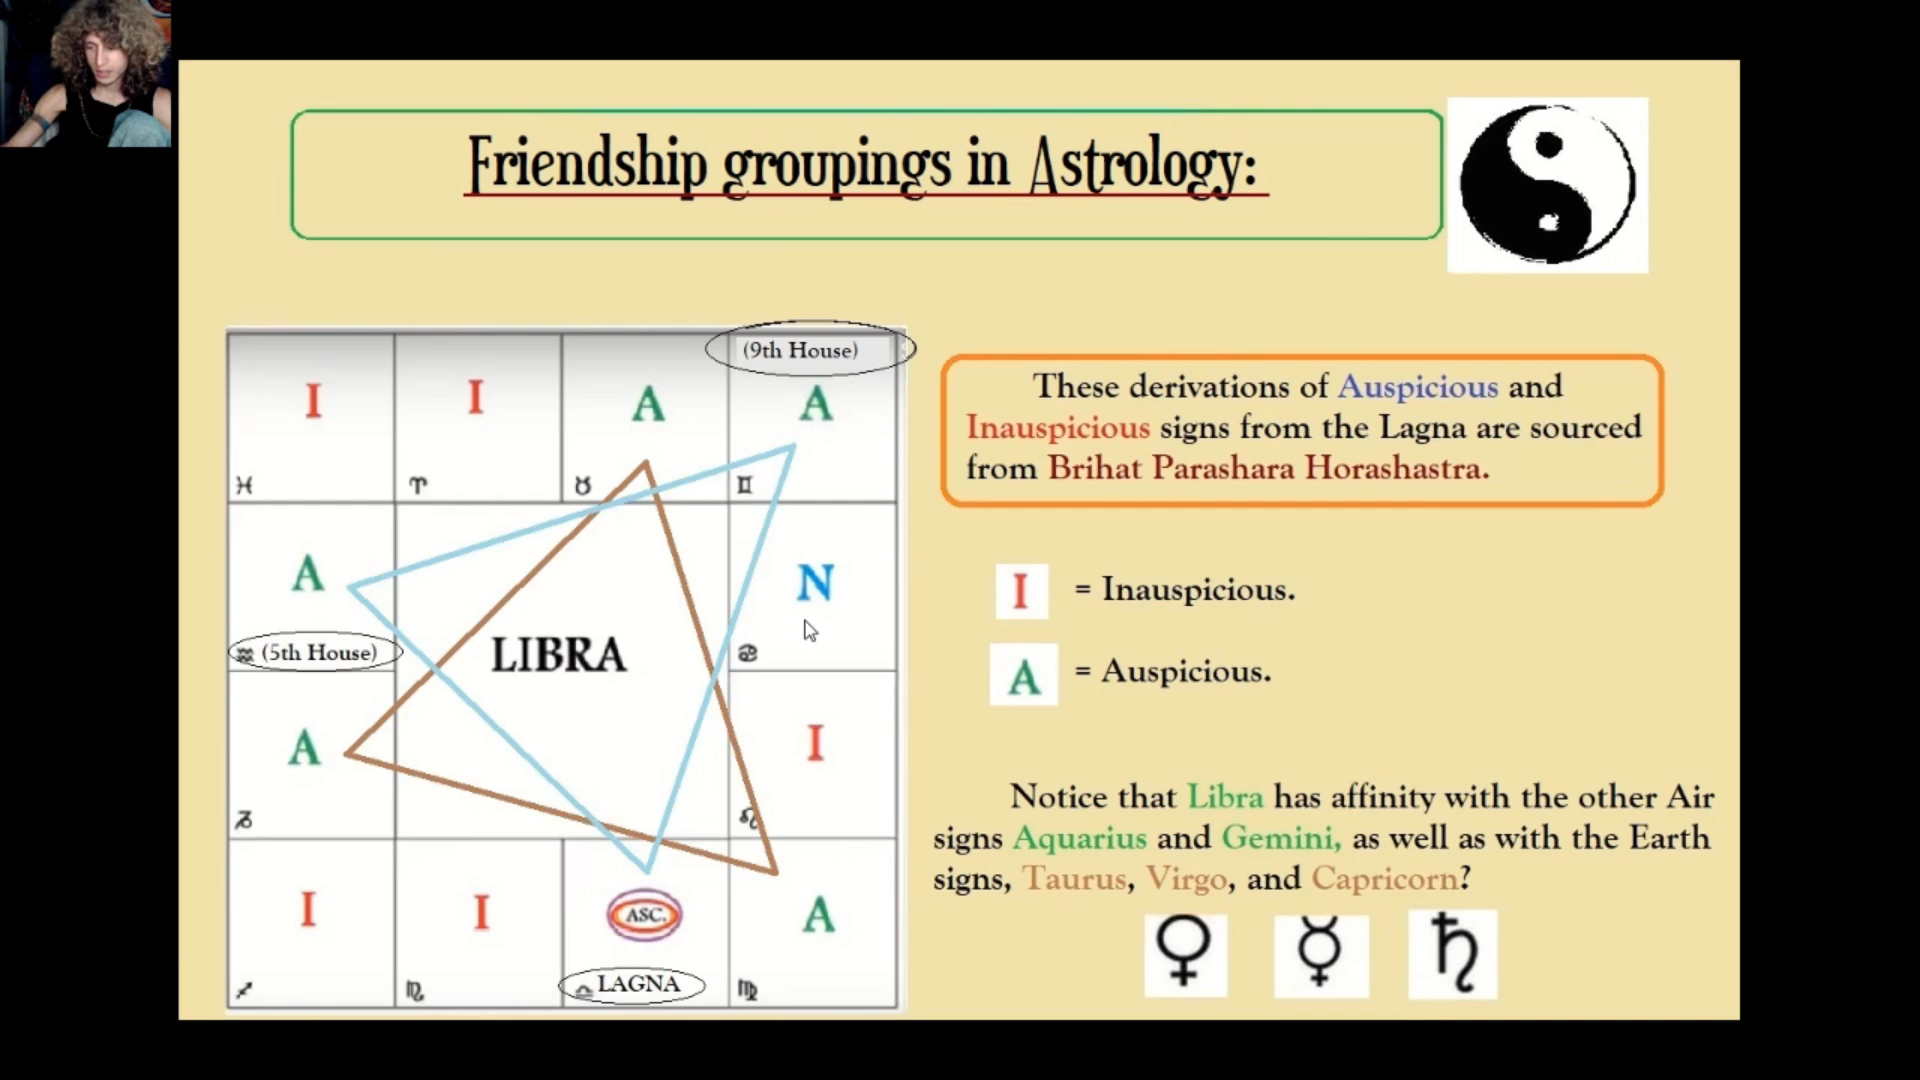 Friendship groupings in Astrology:
(9th House)
I I A A
♓ ♈ ♉ ♊
These derivations of Auspicious and
Inauspicious signs from the Lagna are sourced
from Brihat Parashara Horashastra.
A N
♒ (5th House) ♋
LIBRA
I = Inauspicious.
A = Auspicious.
A I
♑ ♌
Notice that Libra has affinity with the other Air
signs Aquarius and Gemini, as well as with the Earth
signs, Taurus, Virgo, and Capricorn?
I I ASC. A
♐ ♏ ♎ LAGNA ♍
♀ ☿ ♄